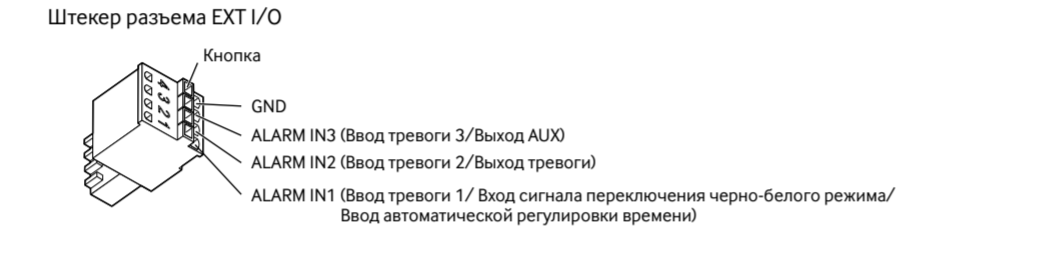 Штекер разъема EXT I/O
Кнопка
4 3 2 1
GND
ALARM IN3 (Ввод тревоги 3/Выход AUX)
ALARM IN2 (Ввод тревоги 2/Выход тревоги)
ALARM IN1 (Ввод тревоги 1/ Вход сигнала переключения черно-белого режима/
Ввод автоматической регулировки времени)